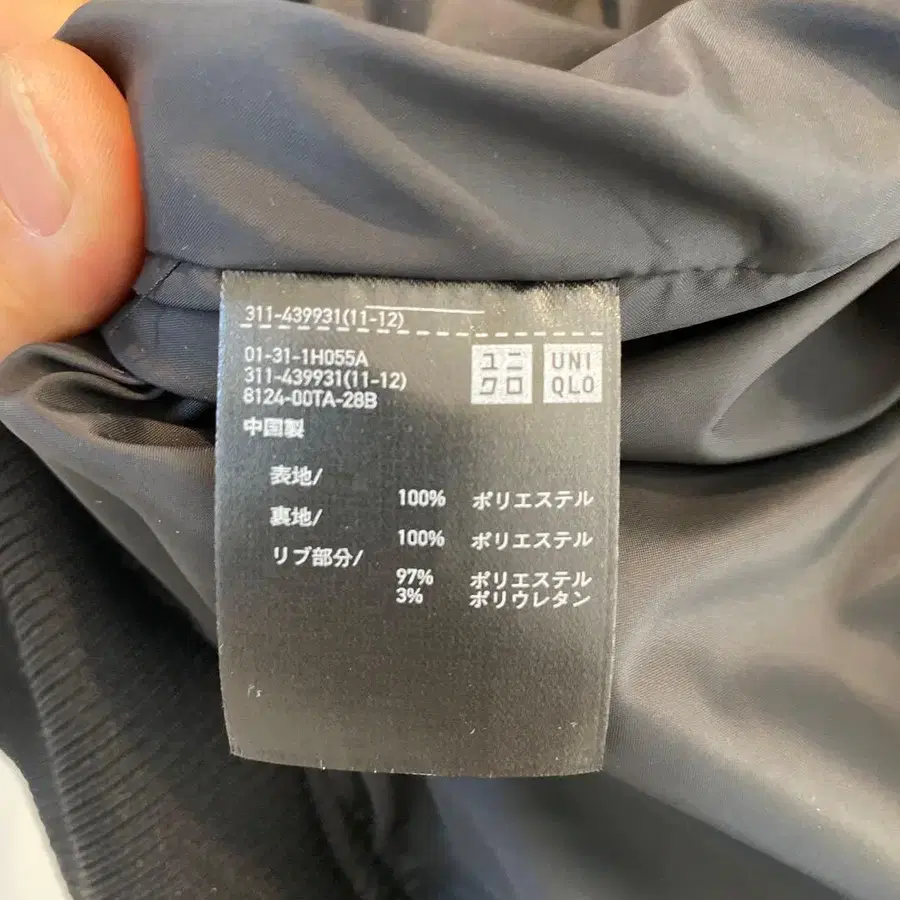 311-439931(11-12)
01-31-1H055A
311-439931(11-12)
8124-00TA-28B
中国製
ユニ
クロ
UNI
QLO
表地/
100% ポリエステル
裏地/
100% ポリエステル
リブ部分/
97% ポリエステル
3% ポリウレタン